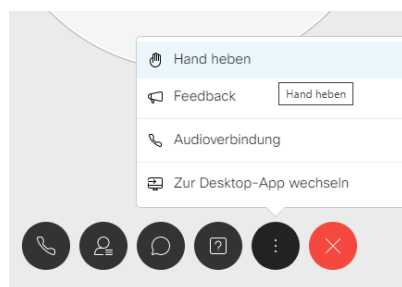 Hand heben
Feedback
Hand heben
Audioverbindung
Zur Desktop-App wechseln
?